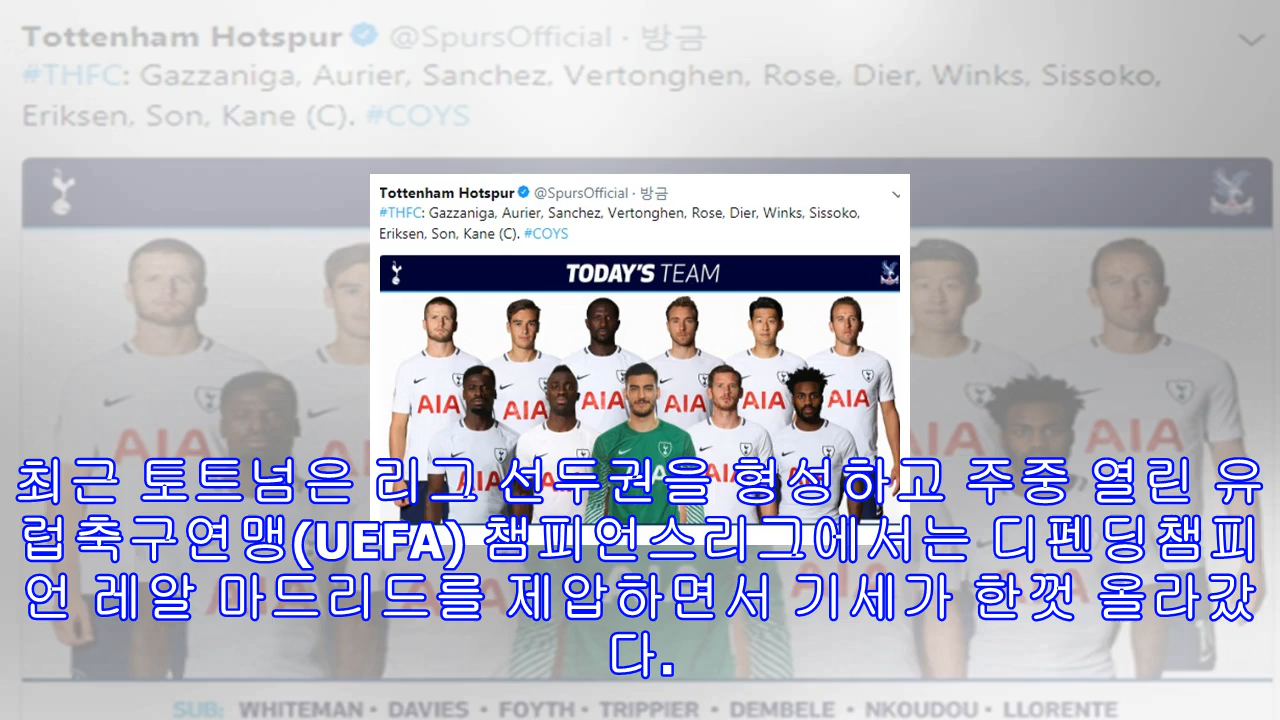 Tottenham Hotspur @SpursOfficial · 방금
#THFC: Gazzaniga, Aurier, Sanchez, Vertonghen, Rose, Dier, Winks, Sissoko,
Eriksen, Son, Kane (C). #COYS
Tottenham Hotspur @SpursOfficial · 방금
#THFC: Gazzaniga, Aurier, Sanchez, Vertonghen, Rose, Dier, Winks, Sissoko,
Eriksen, Son, Kane (C). #COYS
TODAY'S TEAM
AIA AIA AIA AIA AIA AIA
최근 토트넘은 리그 선두권을 형성하고 주중 열린 유
럽축구연맹(UEFA) 챔피언스리그에서는 디펜딩챔피
언 레알 마드리드를 제압하면서 기세가 한껏 올라갔
다.
SUB: WHITEMAN • DAVIES • FOYTH • TRIPPIER • DEMBELE • NKOUDOU • LLORENTE